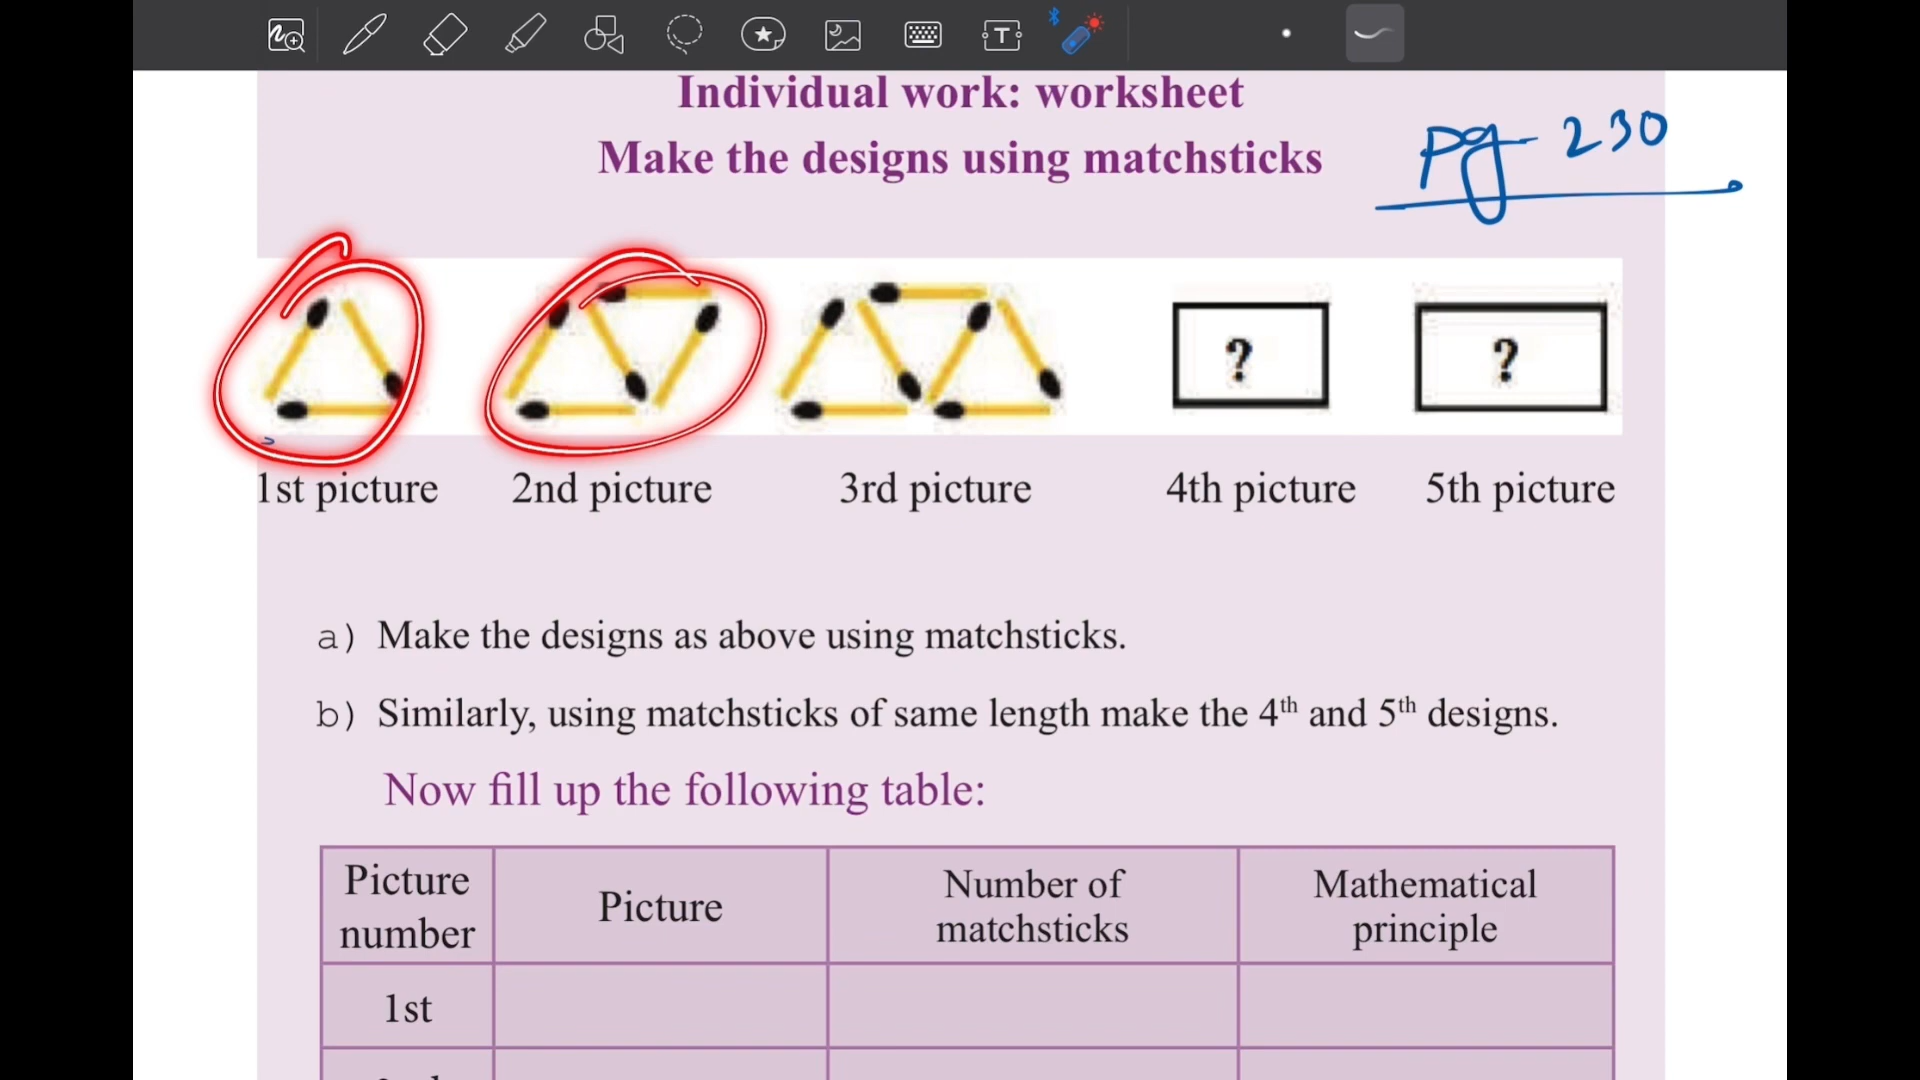 Individual work: worksheet
Make the designs using matchsticks
pg- 230
? ?
1st picture 2nd picture 3rd picture 4th picture 5th picture
a) Make the designs as above using matchsticks.
b) Similarly, using matchsticks of same length make the 4th and 5th designs.
Now fill up the following table:
Picture number Picture Number of matchsticks Mathematical principle
1st